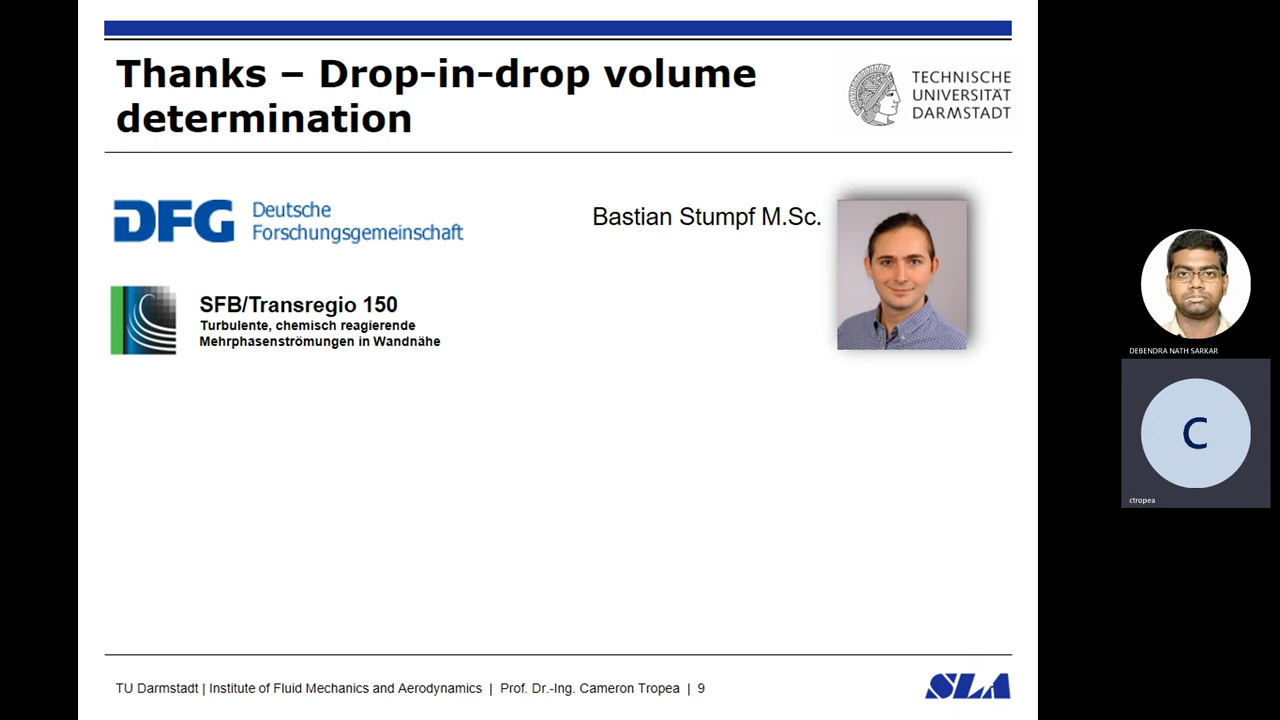 Thanks – Drop-in-drop volume
determination
TECHNISCHE
UNIVERSITÄT
DARMSTADT
DFG
Deutsche
Forschungsgemeinschaft
Bastian Stumpf M.Sc.
SFB/Transregio 150
Turbulente, chemisch reagierende
Mehrphasenströmungen in Wandnähe
DEBENDRA NATH SARKAR
C
ctropea
TU Darmstadt | Institute of Fluid Mechanics and Aerodynamics | Prof. Dr.-Ing. Cameron Tropea | 9
SLA